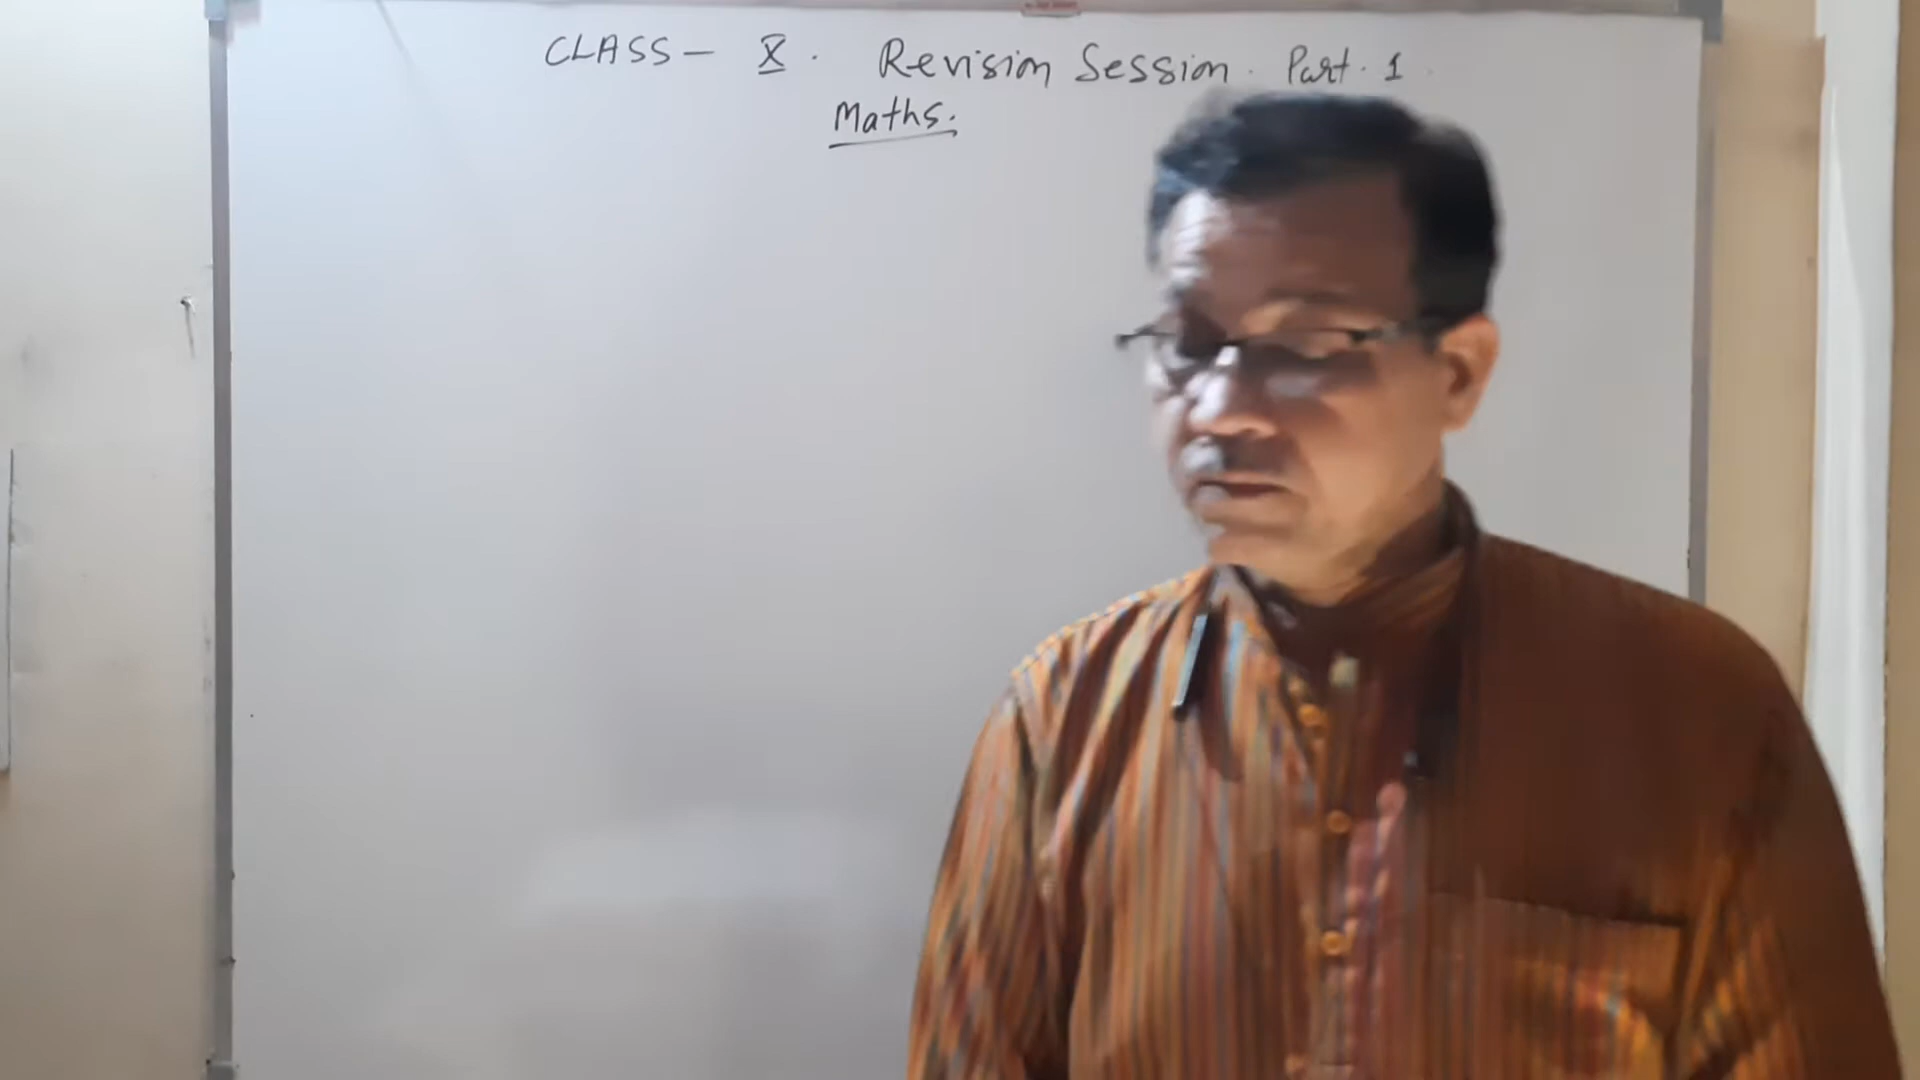 CLASS - X. Revision Session. Part. 1.
Maths.